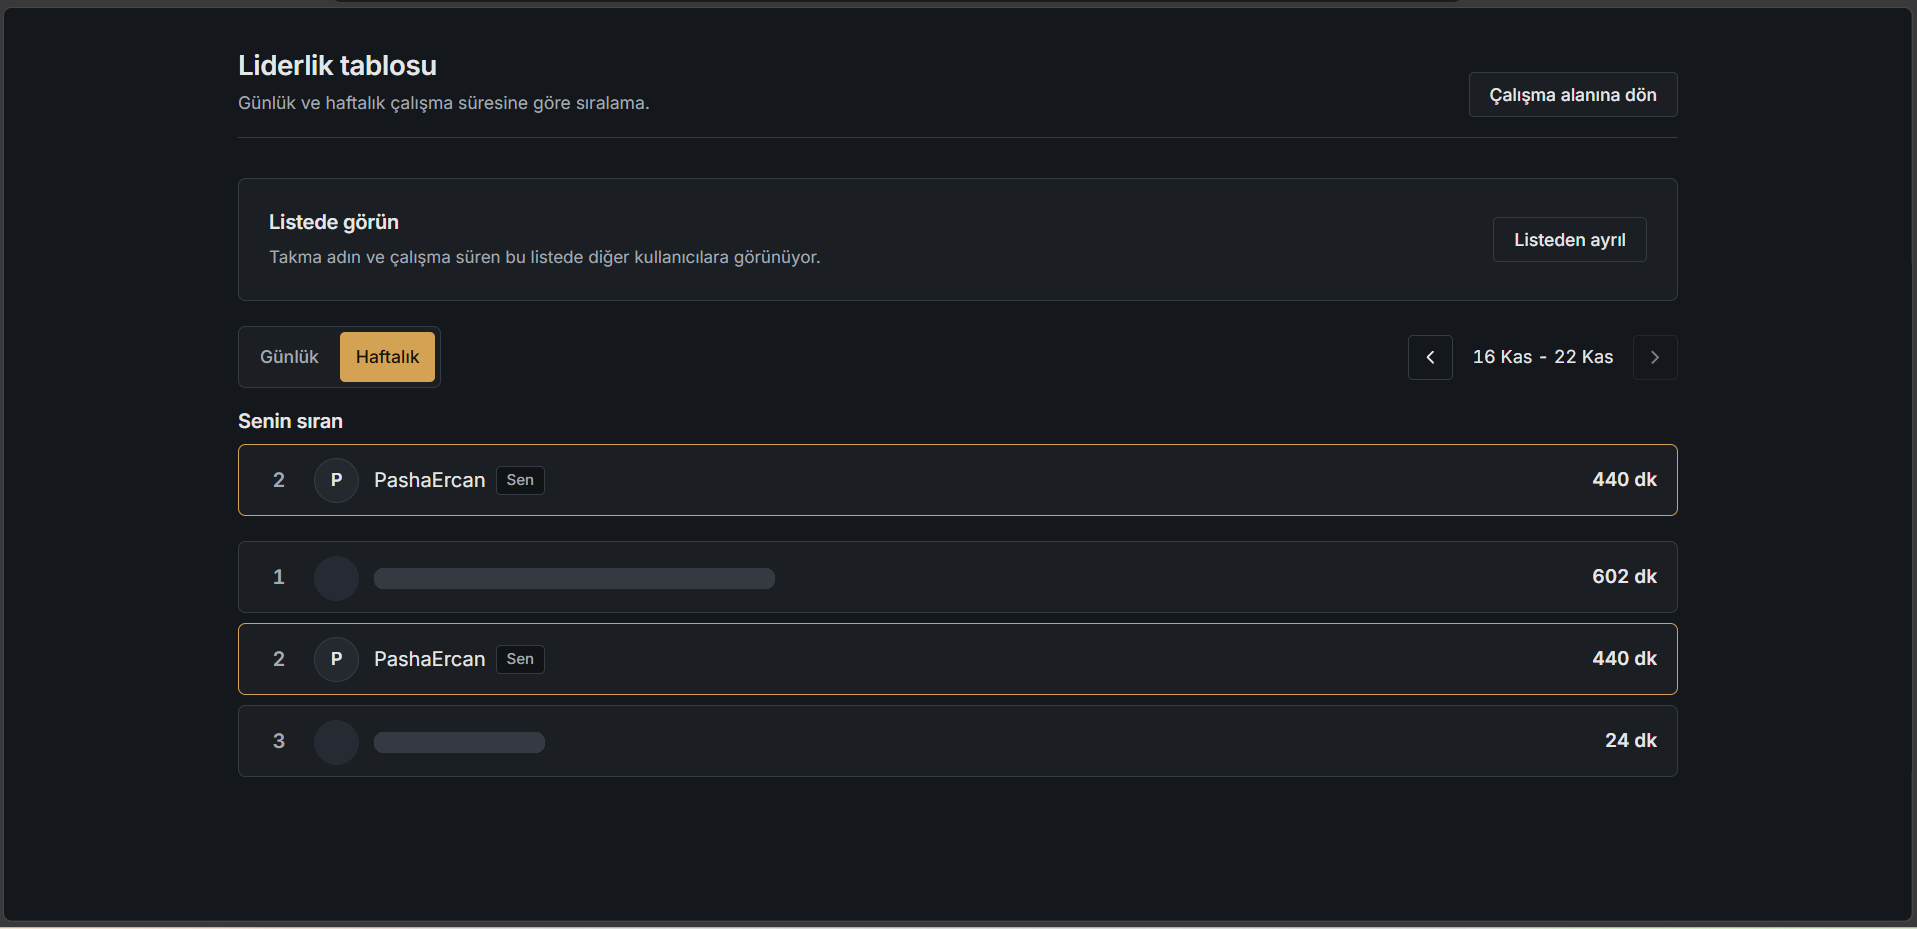 Liderlik tablosu
Günlük ve haftalık çalışma süresine göre sıralama.
Çalışma alanına dön
Listede görün
Takma adın ve çalışma süren bu listede diğer kullanıcılara görünüyor.
Listeden ayrıl
Günlük Haftalık
16 Kas - 22 Kas
Senin sıran
2 P PashaErcan Sen 440 dk
1 602 dk
2 P PashaErcan Sen 440 dk
3 24 dk